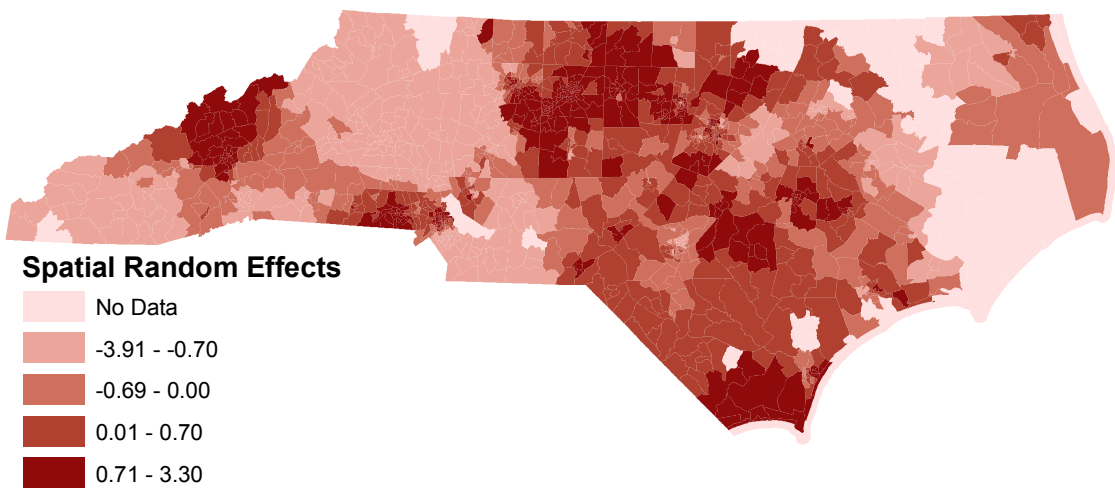 Spatial Random Effects
No Data
-3.91 - -0.70
-0.69 - 0.00
0.01 - 0.70
0.71 - 3.30